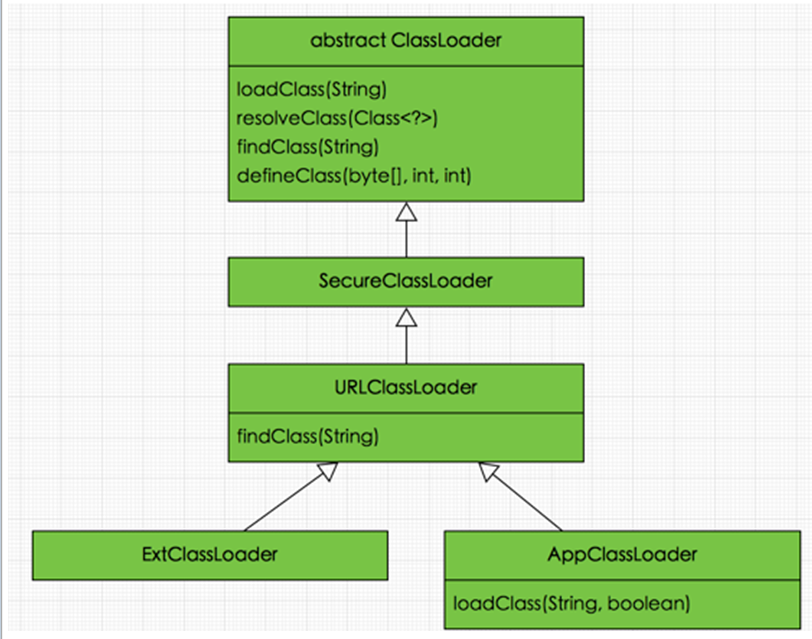 abstract ClassLoader
loadClass(String)
resolveClass(Class<?>)
findClass(String)
defineClass(byte[], int, int)
SecureClassLoader
URLClassLoader
findClass(String)
ExtClassLoader
AppClassLoader
loadClass(String, boolean)